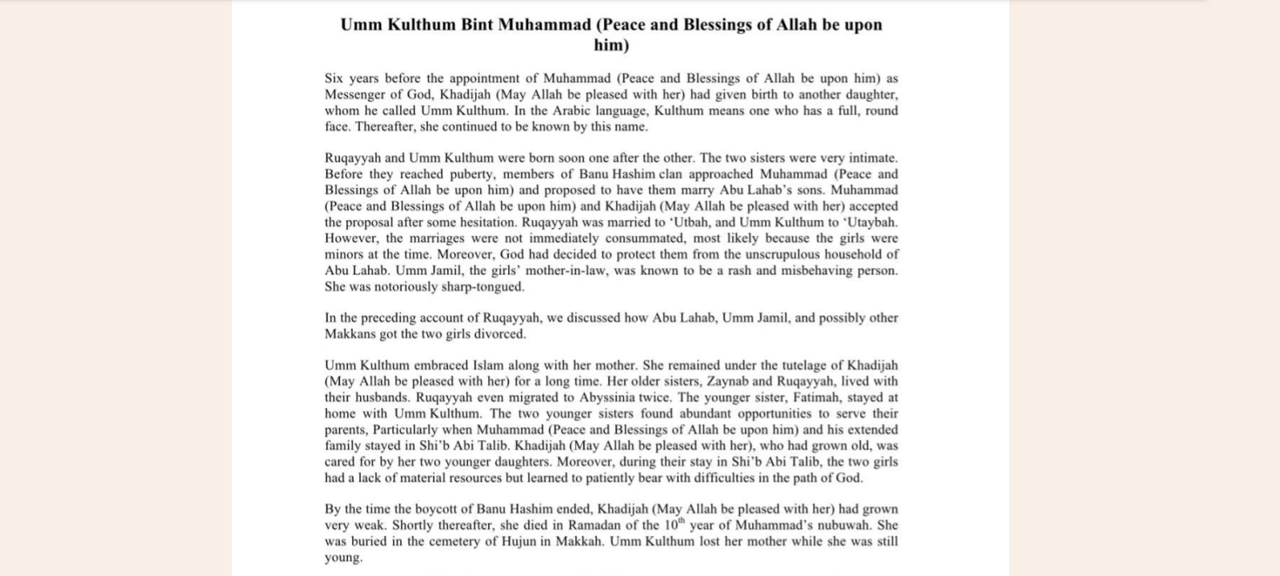 Umm Kulthum Bint Muhammad (Peace and Blessings of Allah be upon
him)
Six years before the appointment of Muhammad (Peace and Blessings of Allah be upon him) as
Messenger of God, Khadijah (May Allah be pleased with her) had given birth to another daughter,
whom he called Umm Kulthum. In the Arabic language, Kulthum means one who has a full, round
face. Thereafter, she continued to be known by this name.
Ruqayyah and Umm Kulthum were born soon one after the other. The two sisters were very intimate.
Before they reached puberty, members of Banu Hashim clan approached Muhammad (Peace and
Blessings of Allah be upon him) and proposed to have them marry Abu Lahab's sons. Muhammad
(Peace and Blessings of Allah be upon him) and Khadijah (May Allah be pleased with her) accepted
the proposal after some hesitation. Ruqayyah was married to ‘Utbah, and Umm Kulthum to ‘Utaybah.
However, the marriages were not immediately consummated, most likely because the girls were
minors at the time. Moreover, God had decided to protect them from the unscrupulous household of
Abu Lahab. Umm Jamil, the girls’ mother-in-law, was known to be a rash and misbehaving person.
She was notoriously sharp-tongued.
In the preceding account of Ruqayyah, we discussed how Abu Lahab, Umm Jamil, and possibly other
Makkans got the two girls divorced.
Umm Kulthum embraced Islam along with her mother. She remained under the tutelage of Khadijah
(May Allah be pleased with her) for a long time. Her older sisters, Zaynab and Ruqayyah, lived with
their husbands. Ruqayyah even migrated to Abyssinia twice. The younger sister, Fatimah, stayed at
home with Umm Kulthum. The two younger sisters found abundant opportunities to serve their
parents, Particularly when Muhammad (Peace and Blessings of Allah be upon him) and his extended
family stayed in Shi’b Abi Talib. Khadijah (May Allah be pleased with her), who had grown old, was
cared for by her two younger daughters. Moreover, during their stay in Shi’b Abi Talib, the two girls
had a lack of material resources but learned to patiently bear with difficulties in the path of God.
By the time the boycott of Banu Hashim ended, Khadijah (May Allah be pleased with her) had grown
very weak. Shortly thereafter, she died in Ramadan of the 10th year of Muhammad’s nubuwah. She
was buried in the cemetery of Hujun in Makkah. Umm Kulthum lost her mother while she was still
young.